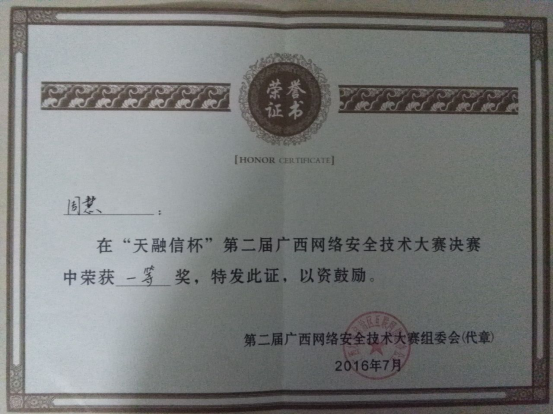 荣誉
证书
[HONOR CERTIFICATE]
周慧：
在“天融信杯”第二届广西网络安全技术大赛决赛
中荣获一等奖，特发此证，以资鼓励。
第二届广西网络安全技术大赛组委会(代章)
2016年7月